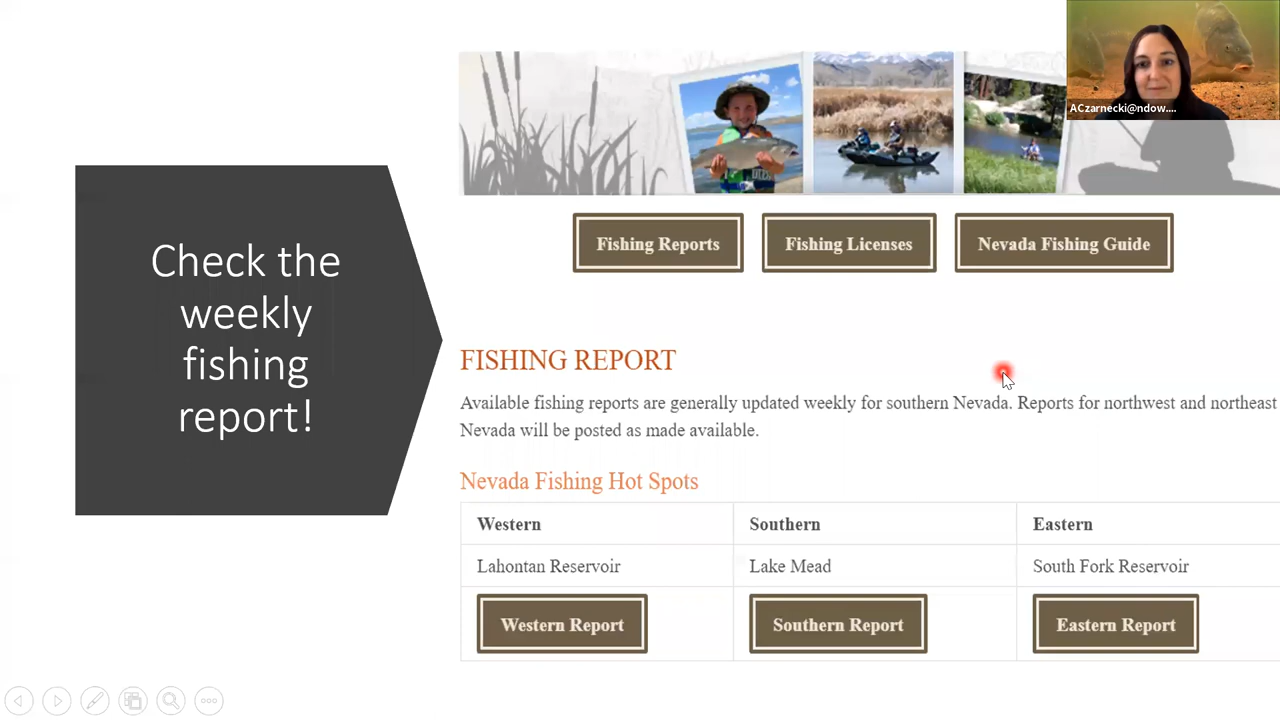 ACzarnecki@ndow....
Check the
weekly
fishing
report!
Fishing Reports
Fishing Licenses
Nevada Fishing Guide
FISHING REPORT
Available fishing reports are generally updated weekly for southern Nevada. Reports for northwest and northeast
Nevada will be posted as made available.
Nevada Fishing Hot Spots
Western
Southern
Eastern
Lahontan Reservoir
Lake Mead
South Fork Reservoir
Western Report
Southern Report
Eastern Report